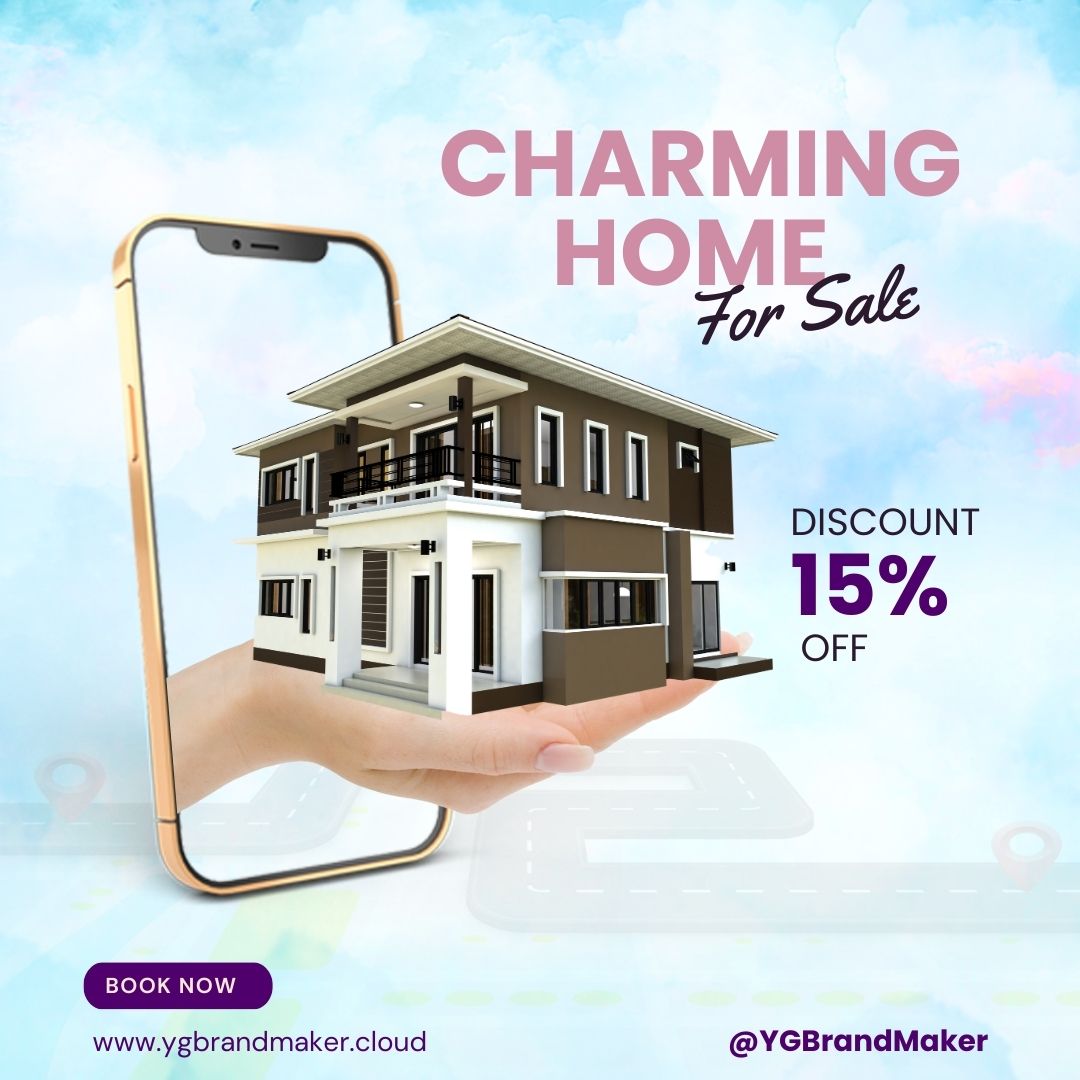 CHARMING
HOME
For Sale
DISCOUNT
15%
OFF
BOOK NOW
www.ygbrandmaker.cloud
@YGBrandMaker